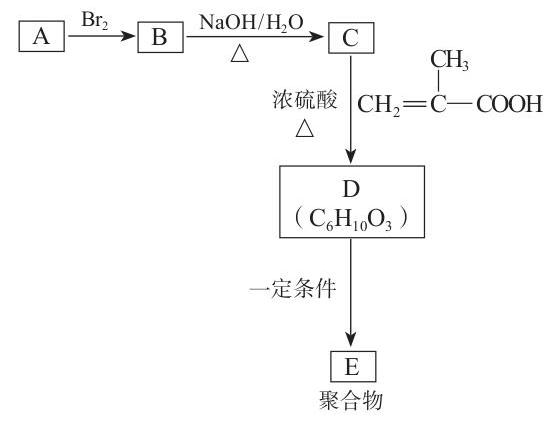 A
Br₂
B
NaOH/H₂O
△
C
浓硫酸
△
CH₃
CH₂=C—COOH
D
（C₆H₁₀O₃）
一定条件
E
聚合物